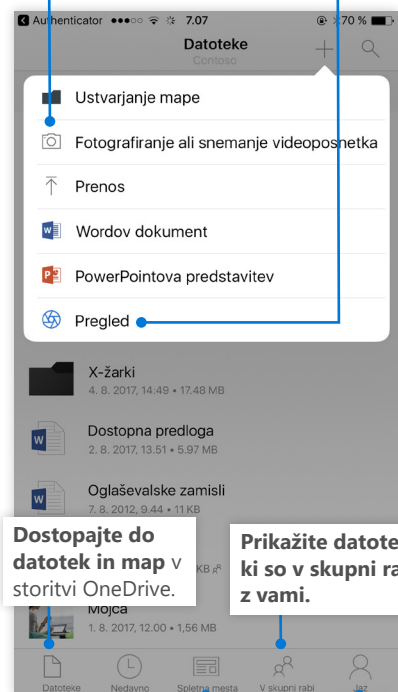 Authenticator 7.07 70 %
Datoteke
Contoso
Ustvarjanje mape
Fotografiranje ali snemanje videoposnetka
Prenos
Wordov dokument
PowerPointova predstavitev
Pregled
X-žarki
4. 8. 2017, 14:49 • 17.48 MB
Dostopna predloga
2. 8. 2017, 13.51 • 5.97 MB
Oglaševalske zamisli
7. 8. 2012, 9.44 • 11 KB
Dostopajte do
datotek in map v
storitvi OneDrive.
KB
Prikažite datote
ki so v skupni ra
z vami.
Mojca
1. 8. 2017, 12.00 • 1,56 MB
Datoteke Nedavno Spletna mesta V skupni rabi Jaz